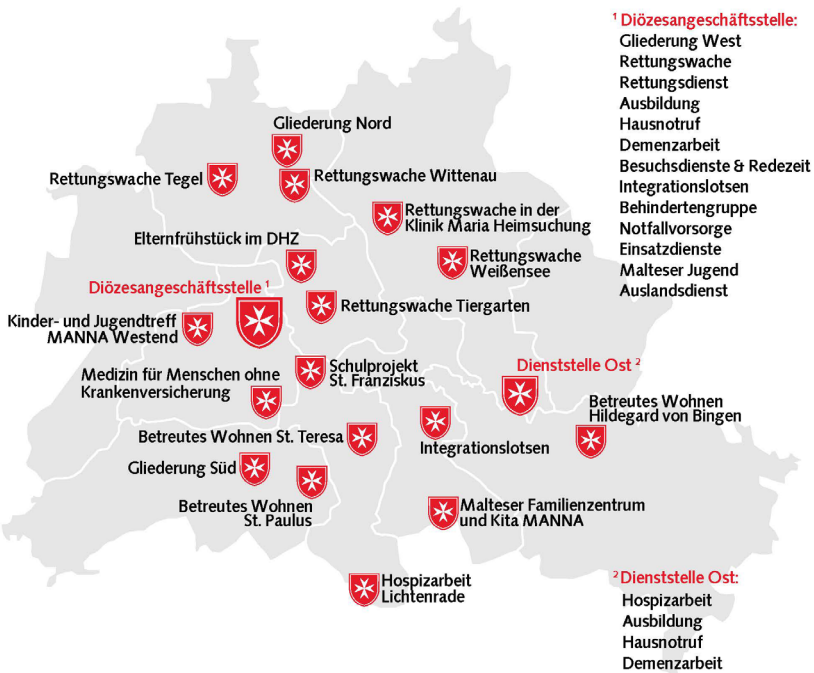 ¹ Diözesangeschäftsstelle:
Gliederung West
Rettungswache
Rettungsdienst
Ausbildung
Hausnotruf
Demenzarbeit
Besuchsdienste & Redezeit
Integrationslotsen
Behindertengruppe
Notfallvorsorge
Einsatzdienste
Malteser Jugend
Auslandsdienst
Gliederung Nord
Rettungswache Tegel
Rettungswache Wittenau
Rettungswache in der
Klinik Maria Heimsuchung
Elternfrühstück im DHZ
Rettungswache
Weißensee
Diözesangeschäftsstelle ¹
Rettungswache Tiergarten
Kinder- und Jugendtreff
MANNA Westend
Schulprojekt
St. Franziskus
Dienststelle Ost ²
Medizin für Menschen ohne
Krankenversicherung
Betreutes Wohnen
Hildegard von Bingen
Betreutes Wohnen St. Teresa
Integrationslotsen
Gliederung Süd
Betreutes Wohnen
St. Paulus
Malteser Familienzentrum
und Kita MANNA
Hospizarbeit
Lichtenrade
² Dienststelle Ost:
Hospizarbeit
Ausbildung
Hausnotruf
Demenzarbeit